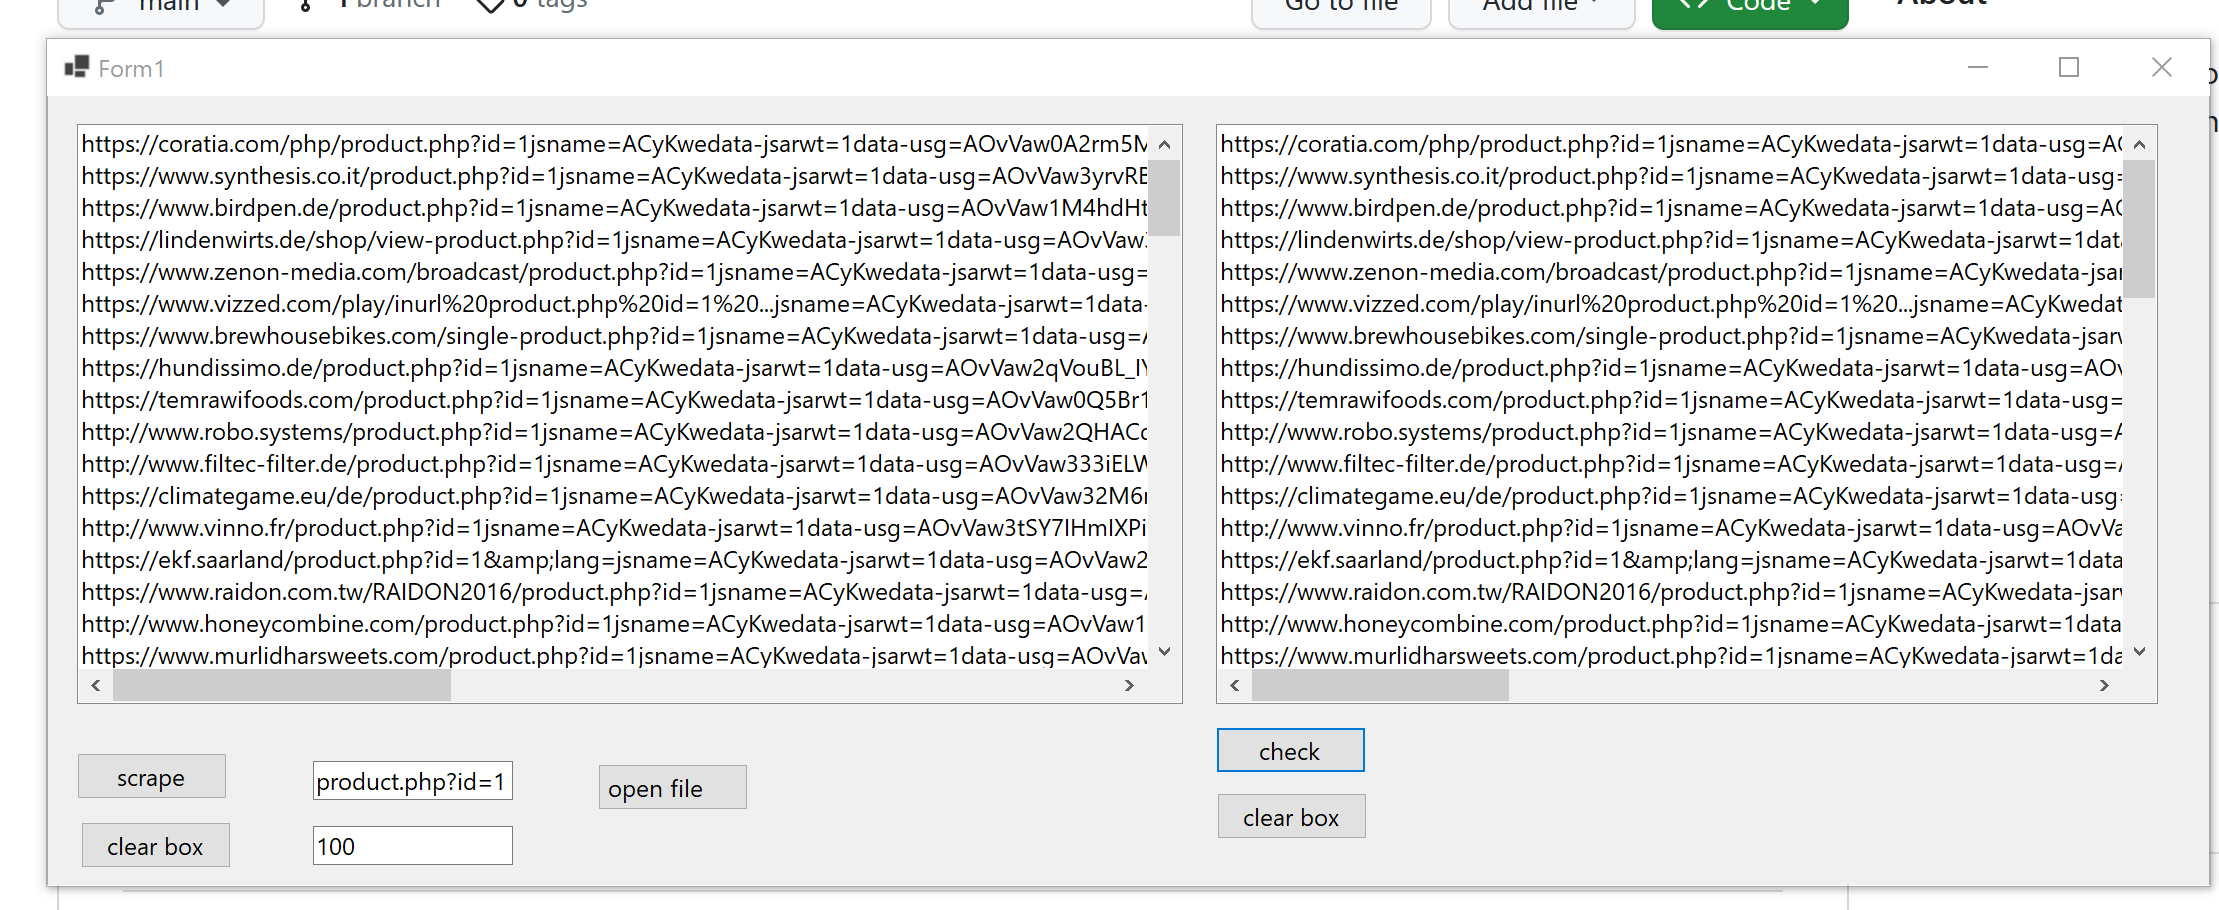 main
1 branch
0 tags
Go to file
Add file
Code
About
Form1
https://coratia.com/php/product.php?id=1jsname=ACyKwedata-jsarwt=1data-usg=AOvVaw0A2rm5M
https://www.synthesis.co.it/product.php?id=1jsname=ACyKwedata-jsarwt=1data-usg=AOvVaw3yrvRE
https://www.birdpen.de/product.php?id=1jsname=ACyKwedata-jsarwt=1data-usg=AOvVaw1M4hdHt
https://lindenwirts.de/shop/view-product.php?id=1jsname=ACyKwedata-jsarwt=1data-usg=AOvVaw
https://www.zenon-media.com/broadcast/product.php?id=1jsname=ACyKwedata-jsarwt=1data-usg=
https://www.vizzed.com/play/inurl%20product.php%20id=1%20...jsname=ACyKwedata-jsarwt=1data-
https://www.brewhousebikes.com/single-product.php?id=1jsname=ACyKwedata-jsarwt=1data-usg=
https://hundissimo.de/product.php?id=1jsname=ACyKwedata-jsarwt=1data-usg=AOvVaw2qVouBL_IY
https://temrawifoods.com/product.php?id=1jsname=ACyKwedata-jsarwt=1data-usg=AOvVaw0Q5Br1
http://www.robo.systems/product.php?id=1jsname=ACyKwedata-jsarwt=1data-usg=AOvVaw2QHAC
http://www.filtec-filter.de/product.php?id=1jsname=ACyKwedata-jsarwt=1data-usg=AOvVaw333iELW
https://climategame.eu/de/product.php?id=1jsname=ACyKwedata-jsarwt=1data-usg=AOvVaw32M6
http://www.vinno.fr/product.php?id=1jsname=ACyKwedata-jsarwt=1data-usg=AOvVaw3tSY7IHmIXPi
https://ekf.saarland/product.php?id=1&amp;lang=jsname=ACyKwedata-jsarwt=1data-usg=AOvVaw2
https://www.raidon.com.tw/RAIDON2016/product.php?id=1jsname=ACyKwedata-jsarwt=1data-usg=
http://www.honeycombine.com/product.php?id=1jsname=ACyKwedata-jsarwt=1data-usg=AOvVaw1
https://www.murlidharsweets.com/product.php?id=1jsname=ACyKwedata-jsarwt=1data-usg=AOvVaw
https://coratia.com/php/product.php?id=1jsname=ACyKwedata-jsarwt=1data-usg=AO
https://www.synthesis.co.it/product.php?id=1jsname=ACyKwedata-jsarwt=1data-usg=
https://www.birdpen.de/product.php?id=1jsname=ACyKwedata-jsarwt=1data-usg=AO
https://lindenwirts.de/shop/view-product.php?id=1jsname=ACyKwedata-jsarwt=1dat
https://www.zenon-media.com/broadcast/product.php?id=1jsname=ACyKwedata-jsar
https://www.vizzed.com/play/inurl%20product.php%20id=1%20...jsname=ACyKwedat
https://www.brewhousebikes.com/single-product.php?id=1jsname=ACyKwedata-jsarw
https://hundissimo.de/product.php?id=1jsname=ACyKwedata-jsarwt=1data-usg=AOv
https://temrawifoods.com/product.php?id=1jsname=ACyKwedata-jsarwt=1data-usg=
http://www.robo.systems/product.php?id=1jsname=ACyKwedata-jsarwt=1data-usg=A
http://www.filtec-filter.de/product.php?id=1jsname=ACyKwedata-jsarwt=1data-usg=
https://climategame.eu/de/product.php?id=1jsname=ACyKwedata-jsarwt=1data-usg
http://www.vinno.fr/product.php?id=1jsname=ACyKwedata-jsarwt=1data-usg=AOvVa
https://ekf.saarland/product.php?id=1&amp;lang=jsname=ACyKwedata-jsarwt=1data
https://www.raidon.com.tw/RAIDON2016/product.php?id=1jsname=ACyKwedata-jsarw
http://www.honeycombine.com/product.php?id=1jsname=ACyKwedata-jsarwt=1data
https://www.murlidharsweets.com/product.php?id=1jsname=ACyKwedata-jsarwt=1da
scrape
product.php?id=1
open file
check
clear box
100
clear box